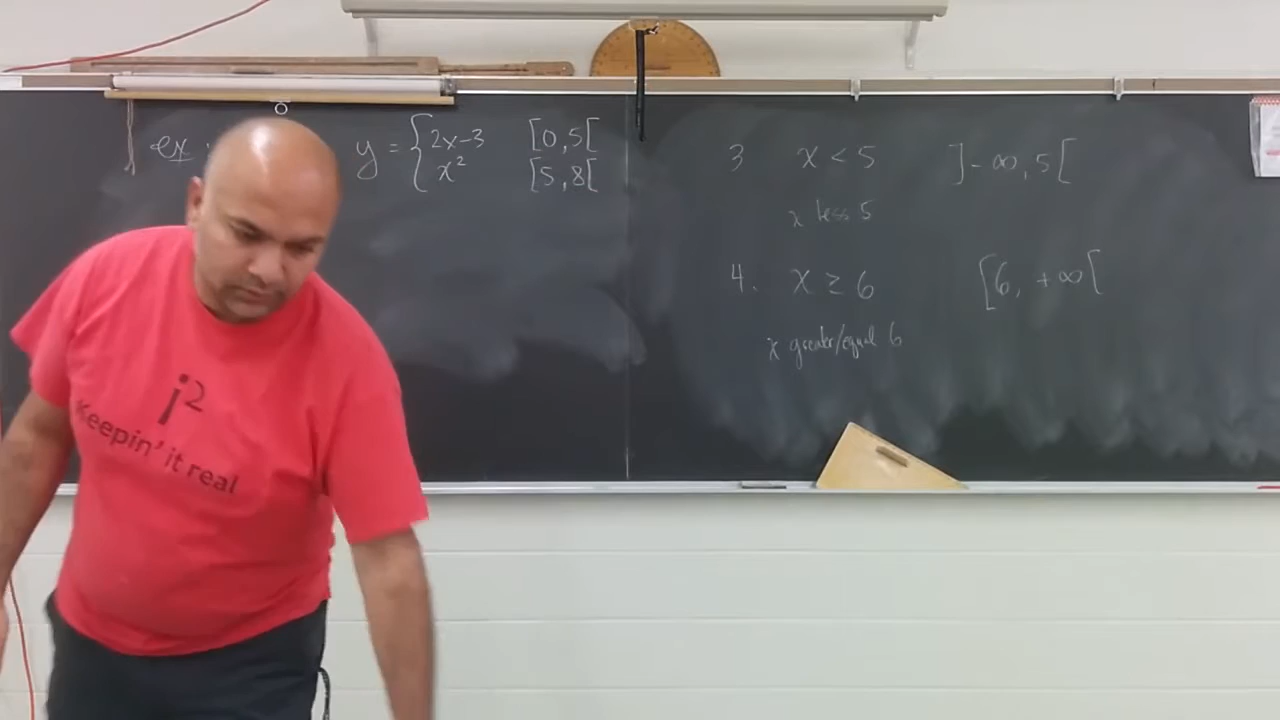 ex
y = { 2x-3 [0,5[
x² [5,8[
3 x < 5 ]-∞,5[
x less 5
4. x ≥ 6 [6, +∞[
x greater/equal 6
i²
Keepin' it real